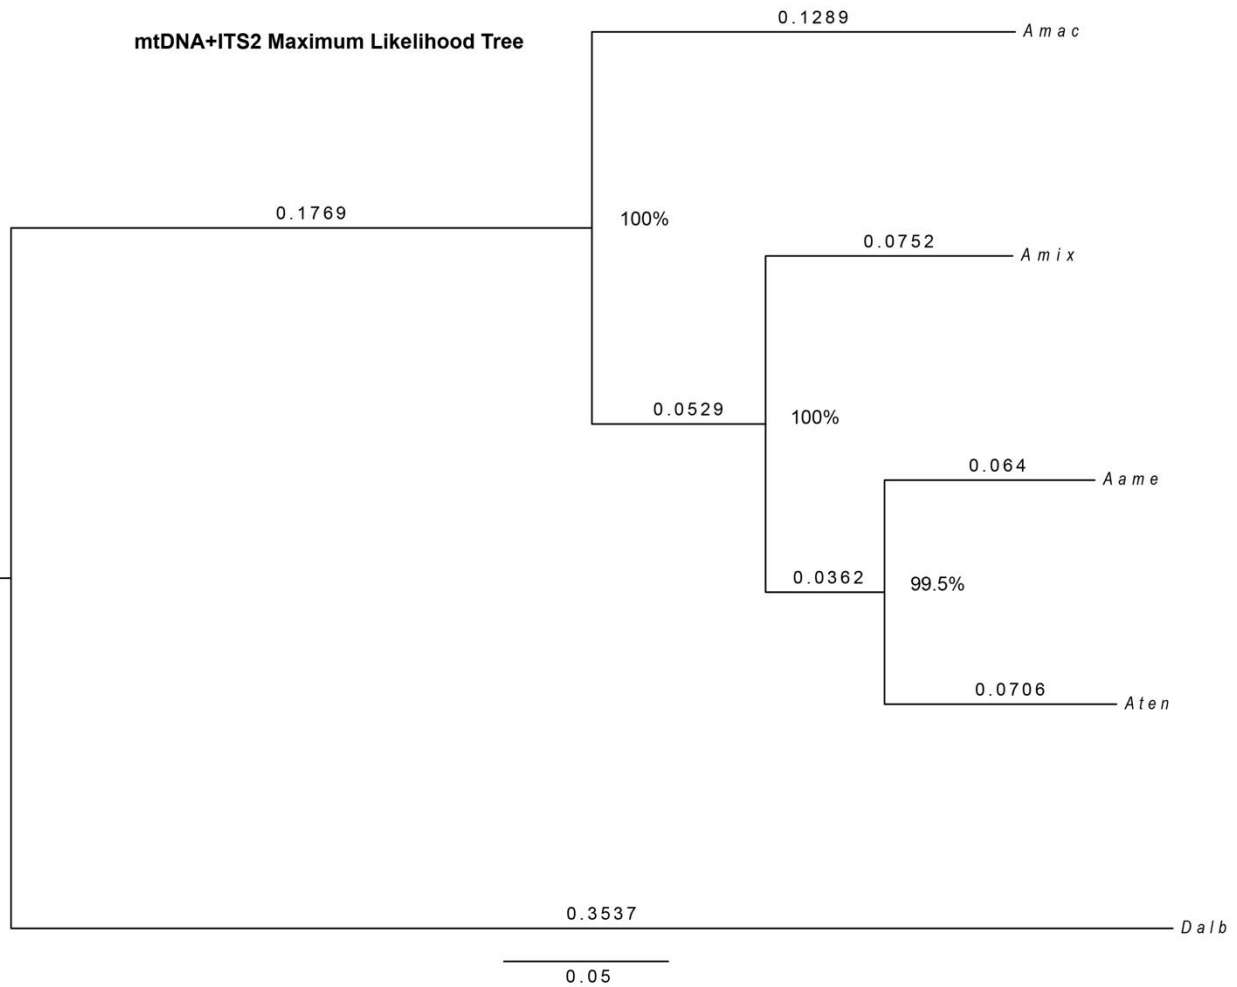 0.1289
Amac
mtDNA+ITS2 Maximum Likelihood Tree
0.1769
100%
0.0752
Amix
0.0529
100%
0.064
Aame
0.0362
99.5%
0.0706
Aten
0.3537
Dalb
0.05